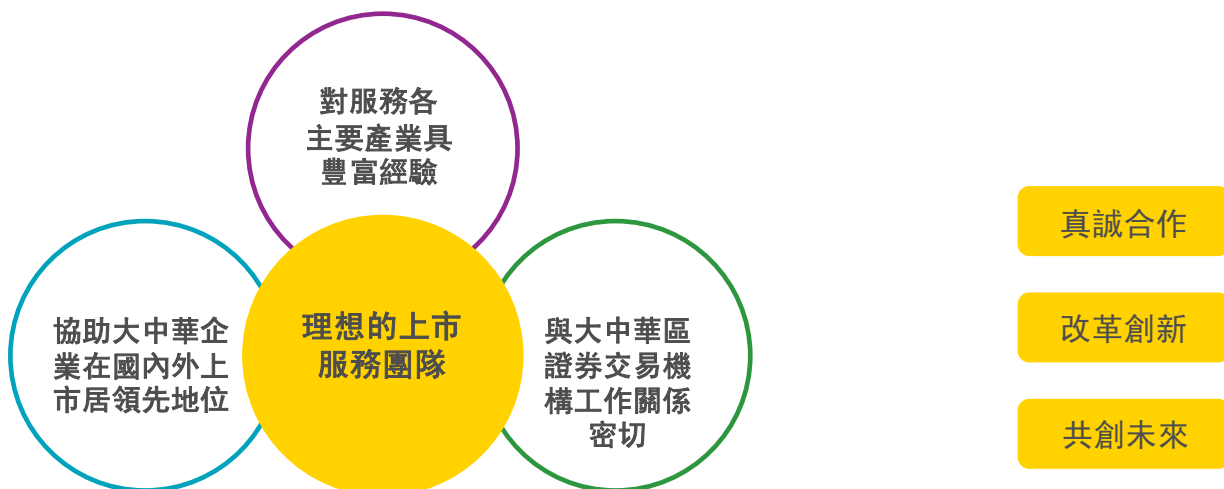 對服務各
主要產業具
豐富經驗
協助大中華企
業在國內外上
市居領先地位
理想的上市
服務團隊
與大中華區
證券交易機
構工作關係
密切
真誠合作
改革創新
共創未來